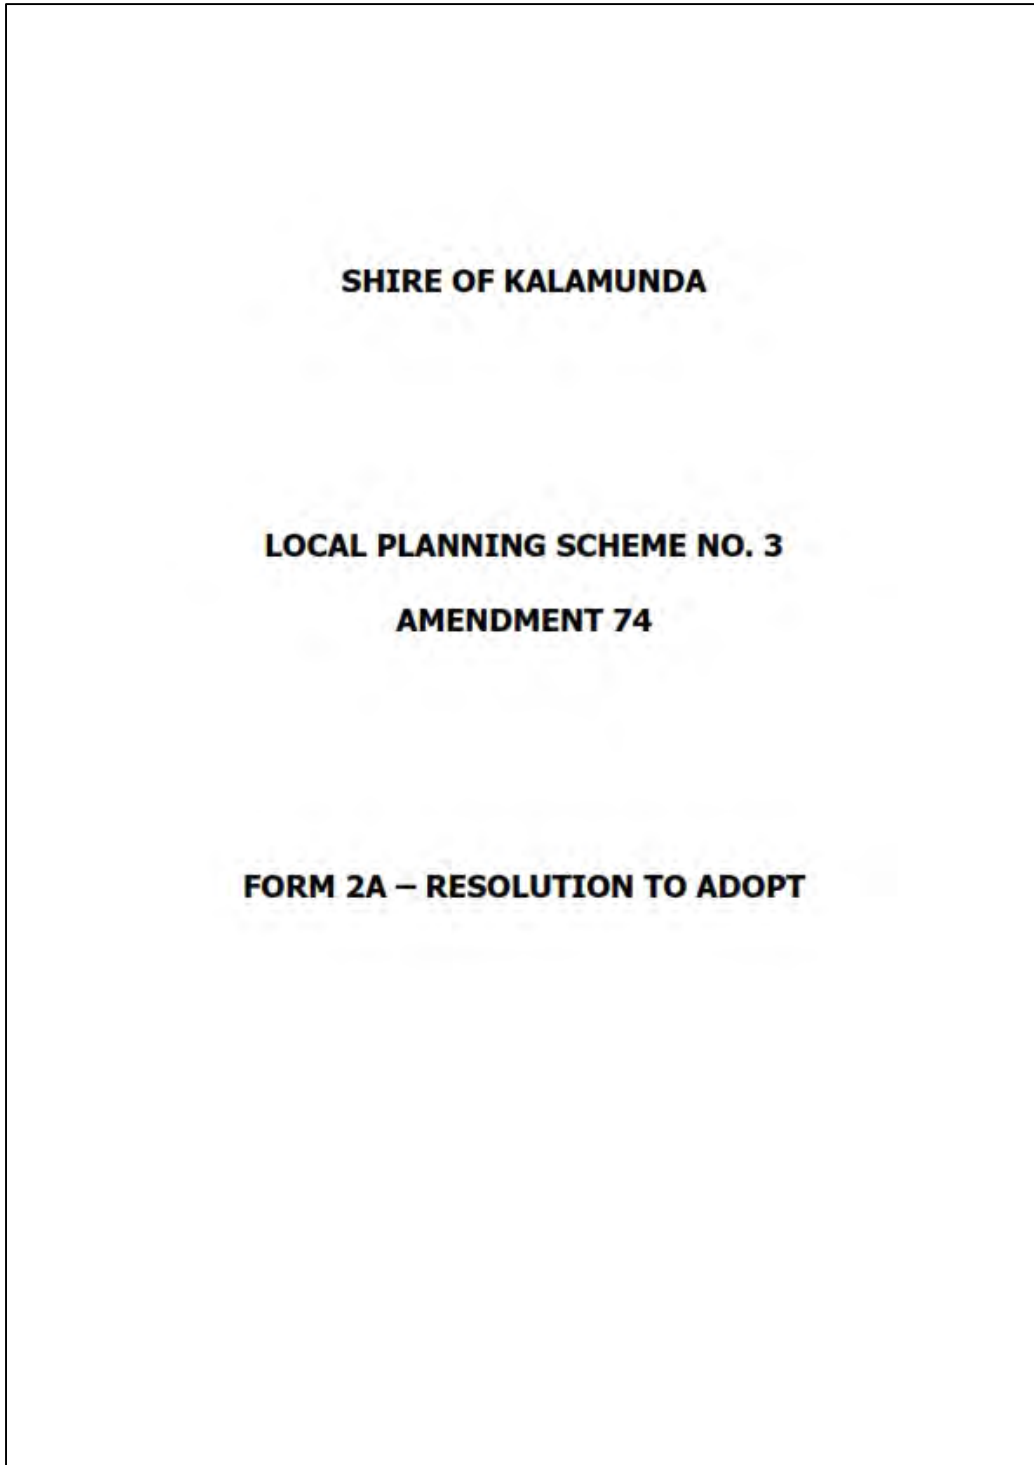 SHIRE OF KALAMUNDA
LOCAL PLANNING SCHEME NO. 3
AMENDMENT 74
FORM 2A – RESOLUTION TO ADOPT